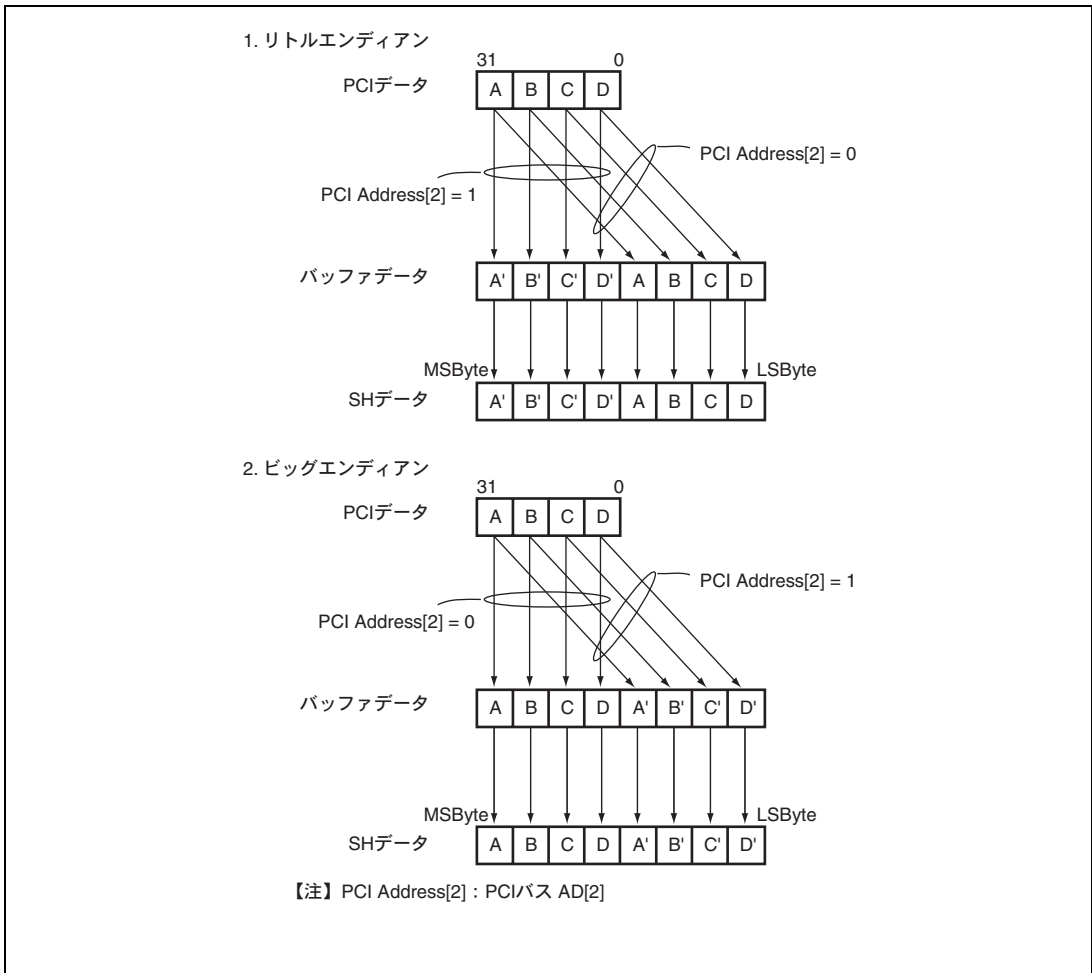 1. リトルエンディアン
31 0
PCIデータ A B C D
PCI Address[2] = 0
PCI Address[2] = 1
バッファデータ A' B' C' D' A B C D
MSByte LSByte
SHデータ A' B' C' D' A B C D
2. ビッグエンディアン
31 0
PCIデータ A B C D
PCI Address[2] = 1
PCI Address[2] = 0
バッファデータ A B C D A' B' C' D'
MSByte LSByte
SHデータ A B C D A' B' C' D'
【注】PCI Address[2]：PCIバス AD[2]